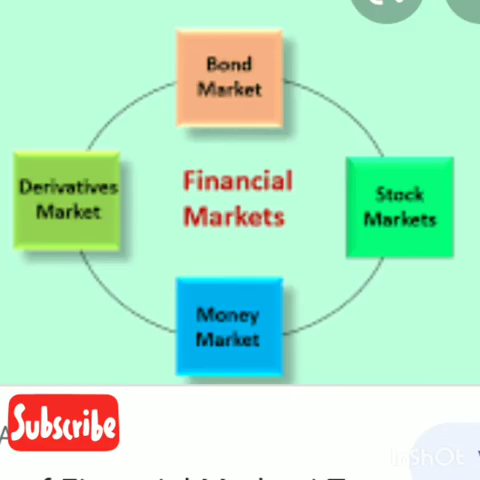 Bond
Market
Derivatives
Market
Financial
Markets
Stock
Markets
Money
Market
Subscribe
InShOt